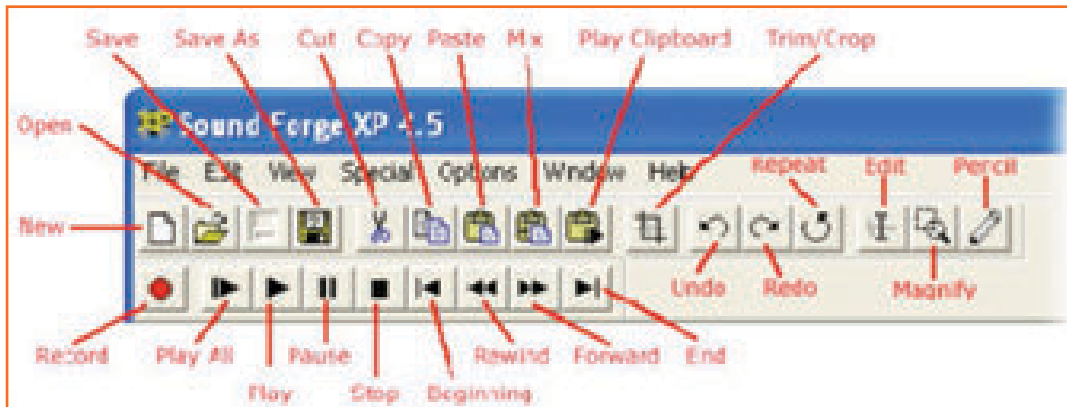 Save Save As Cut Copy Paste Mix Play Clipboard Trim/Crop
Open
Sound Forge XP 4.5
File Edit View Special Options Window Help
Repeat Edit Pencil
New
Undo Redo Magnify
Record Play All Pause Rewind Forward End
Play Stop Beginning